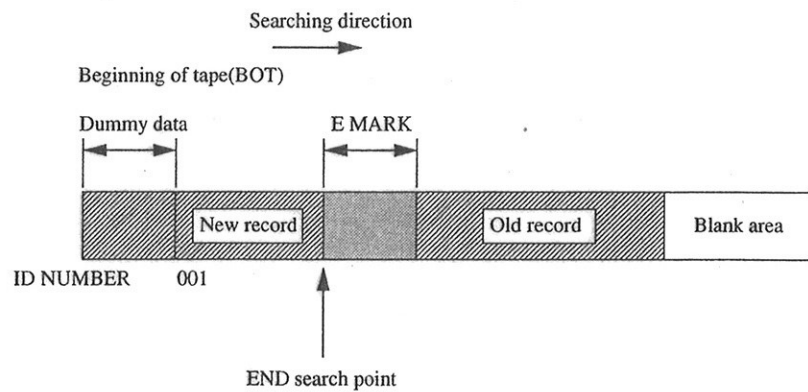 Searching direction
Beginning of tape(BOT)
Dummy data
E MARK
New record
Old record
Blank area
ID NUMBER 001
END search point